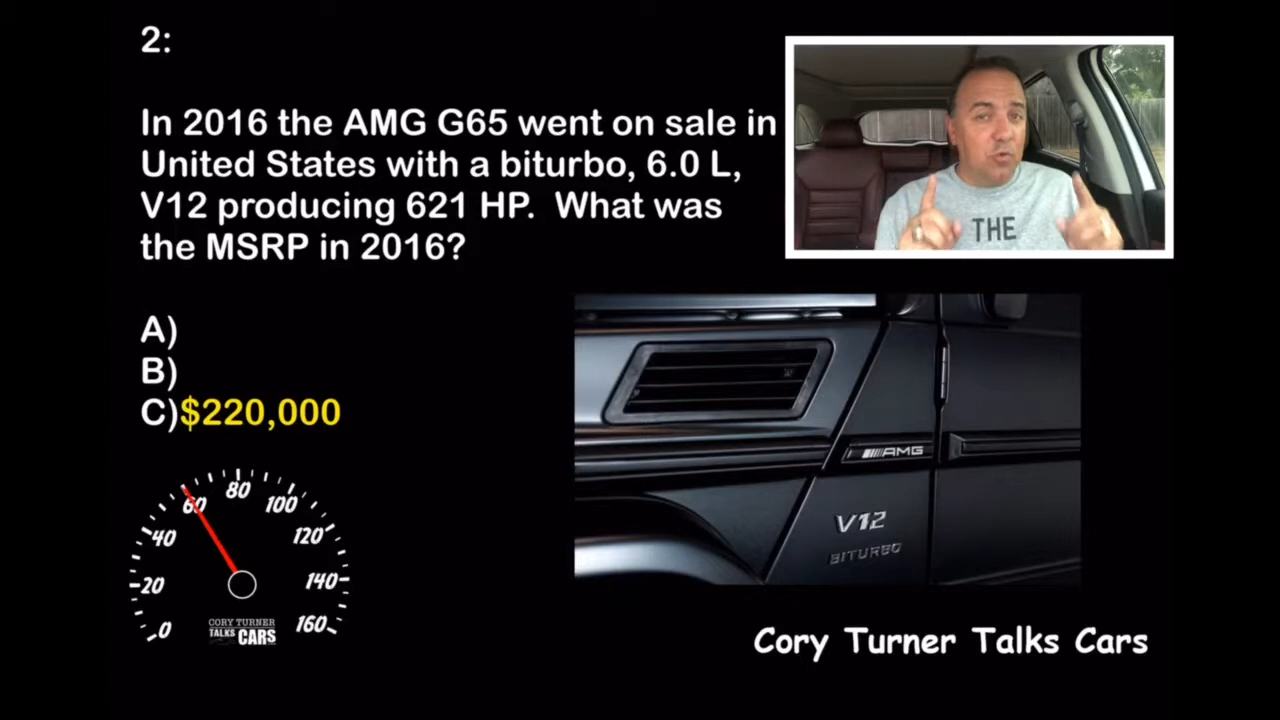 2:
In 2016 the AMG G65 went on sale in
United States with a biturbo, 6.0 L,
V12 producing 621 HP. What was
the MSRP in 2016?
A)
B)
C)$220,000
THE
AMG
V12
BITURBO
0
20
40
60
80
100
120
140
160
CORY TURNER
TALKS CARS
Cory Turner Talks Cars